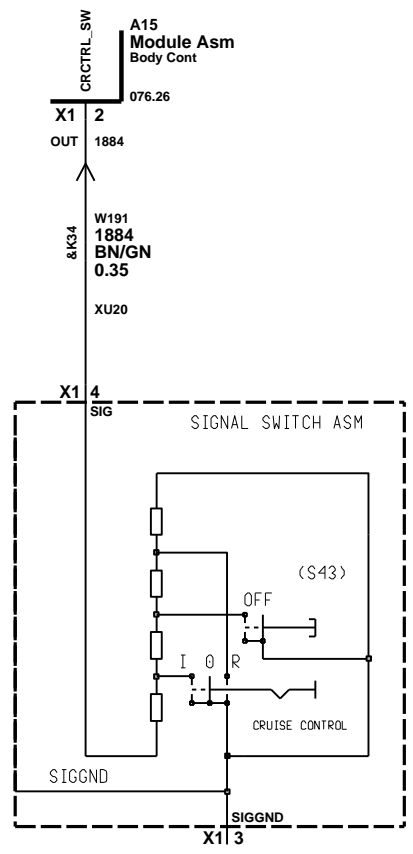 CRCTRL_SW
A15
Module Asm
Body Cont
076.26
X1 2
OUT 1884
&K34
W191
1884
BN/GN
0.35
XU20
X1 4
SIG
SIGNAL SWITCH ASM
(S43)
OFF
I 0 R
CRUISE CONTROL
SIGGND
SIGGND
X1 3